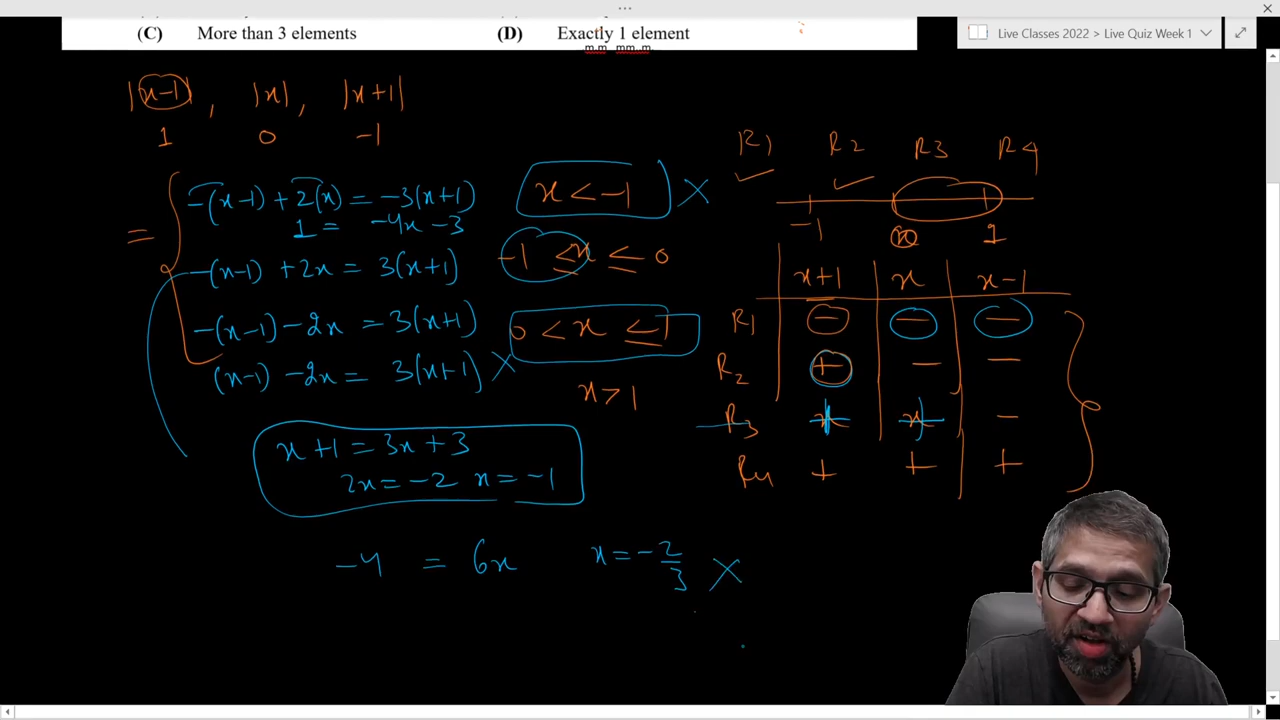 (C) More than 3 elements (D) Exactly 1 element
Live Classes 2022 > Live Quiz Week 1
|x-1| , |x| , |x+1|
1 0 -1
R1 R2 R3 R4
-1 0 1
-(x-1) + 2(x) = -3(x+1) x < -1 X
1 = -4x - 3
= -(x-1) + 2x = 3(x+1) -1 ≤ x ≤ 0
-(x-1) - 2x = 3(x+1) 0 < x ≤ 1
(x-1) - 2x = 3(x+1) X x > 1
x+1 x x-1
R1 - - -
R2 + - -
R3 -
R4 + + +
x + 1 = 3x + 3
2x = -2 x = -1
-4 = 6x x = -2/3 X